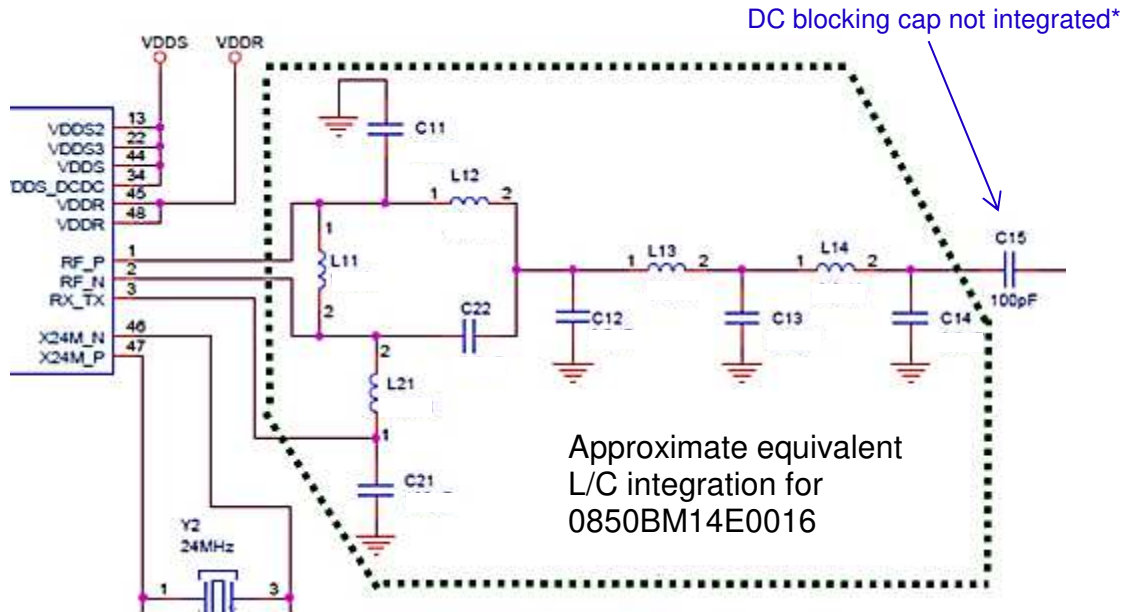 DC blocking cap not integrated*
VDDS VDDR
C11
VDDS2 13
VDDS3 22
VDDS 44
VDDS_DCDC 34
VDDR 45
VDDR 48
L12
1 2
RF_P 1
RF_N 2
RX_TX 3
X24M_N 46
X24M_P 47
1
L11
2
C22
L13
1 2
L14
1 2
C15
100pF
C12
C13
C14
2
L21
1
C21
Approximate equivalent
L/C integration for
0850BM14E0016
Y2
24MHz
1 3